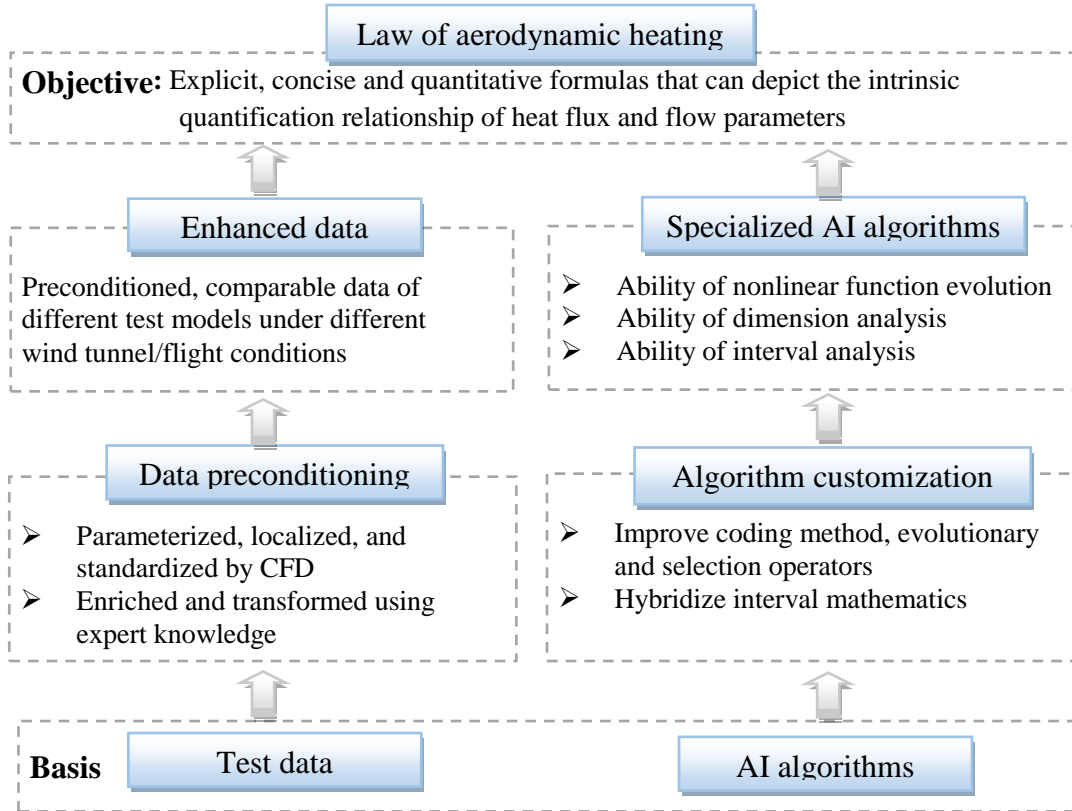 Law of aerodynamic heating
Objective: Explicit, concise and quantitative formulas that can depict the intrinsic
quantification relationship of heat flux and flow parameters
Enhanced data
Preconditioned, comparable data of
different test models under different
wind tunnel/flight conditions
Specialized AI algorithms
➢ Ability of nonlinear function evolution
➢ Ability of dimension analysis
➢ Ability of interval analysis
Data preconditioning
➢ Parameterized, localized, and
standardized by CFD
➢ Enriched and transformed using
expert knowledge
Algorithm customization
➢ Improve coding method, evolutionary
and selection operators
➢ Hybridize interval mathematics
Basis
Test data
AI algorithms